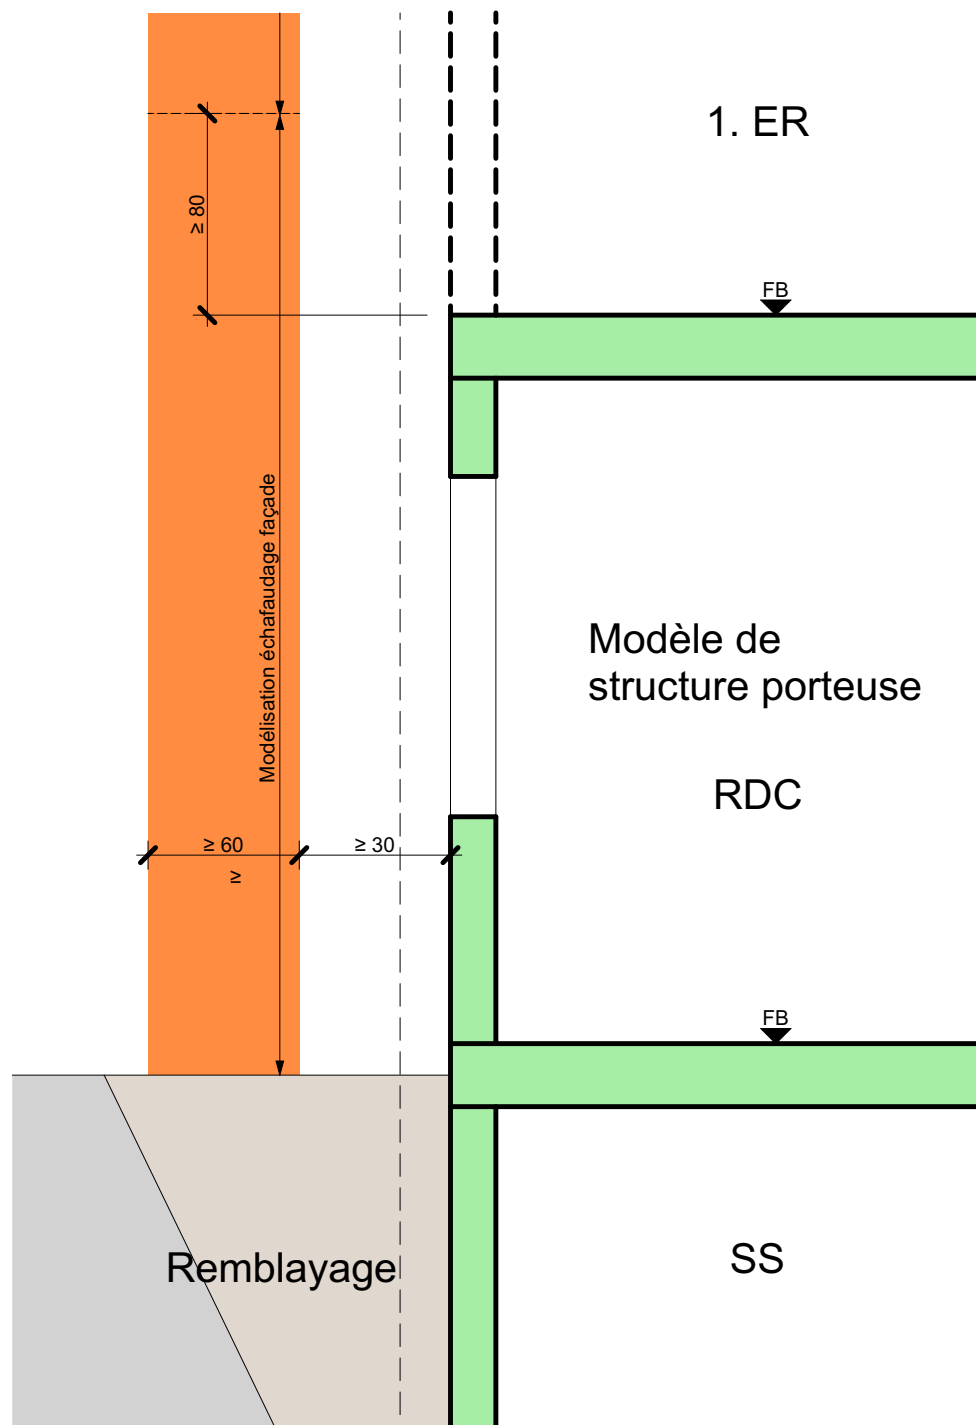 1. ER
≥ 80
FB
Modélisation échafaudage façade
Modèle de
structure porteuse
RDC
≥ 60
≥ 30
≥
FB
SS
Remblayage